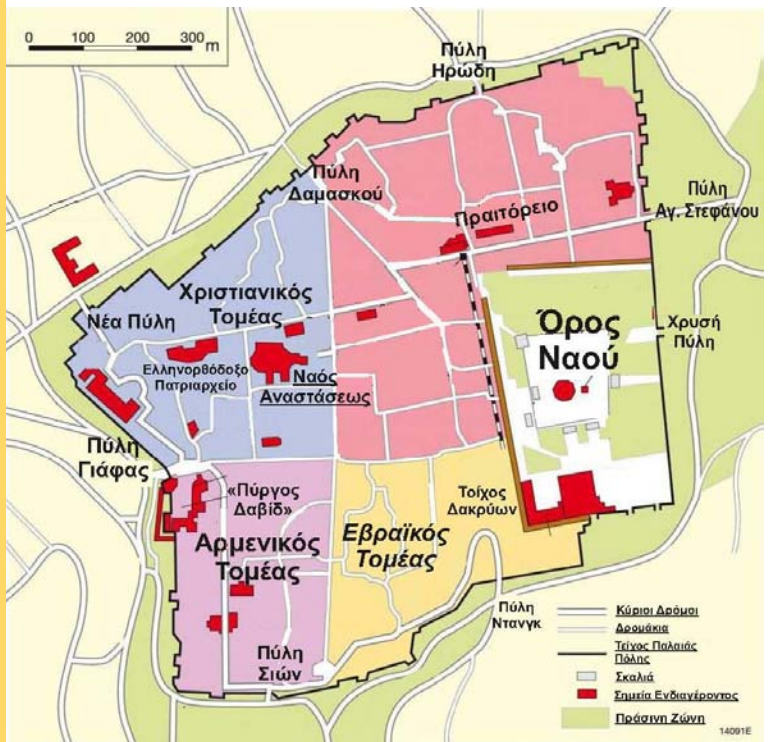 0 100 200 300 m
Πύλη
Ηρώδη
Πύλη
Δαμασκού
Πραιτόρειο
Πύλη
Αγ. Στεφάνου
Χριστιανικός
Τομέας
Νέα Πύλη
Ελληνορθόδοξο
Πατριαρχείο
Ναός
Αναστάσεως
Όρος
Ναού
Χρυσή
Πύλη
Πύλη
Γιάφας
«Πύργος
Δαβίδ»
Τοίχος
Δακρύων
Αρμενικός
Τομέας
Εβραϊκός
Τομέας
Πύλη
Σιών
Πύλη
Ντανγκ
Κύριοι Δρόμοι
Δρομάκια
Τείχος Παλαιάς
Πόλης
Σκαλιά
Σημεία Ενδιαγέροντος
Πράσινη Ζώνη
14091E